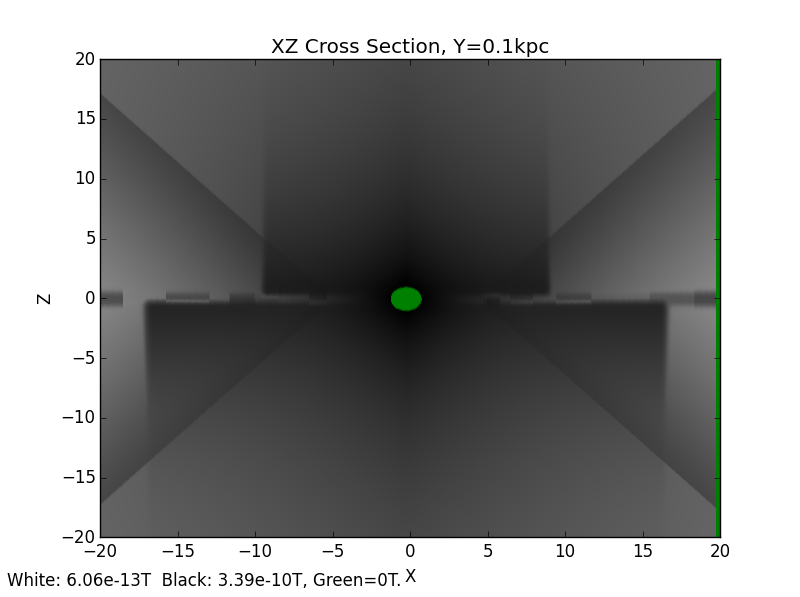 XZ Cross Section, Y=0.1kpc
20
15
10
5
0
−5
−10
−15
−20
Z
−20 −15 −10 −5 0 5 10 15 20
X
White: 6.06e-13T  Black: 3.39e-10T, Green=0T.